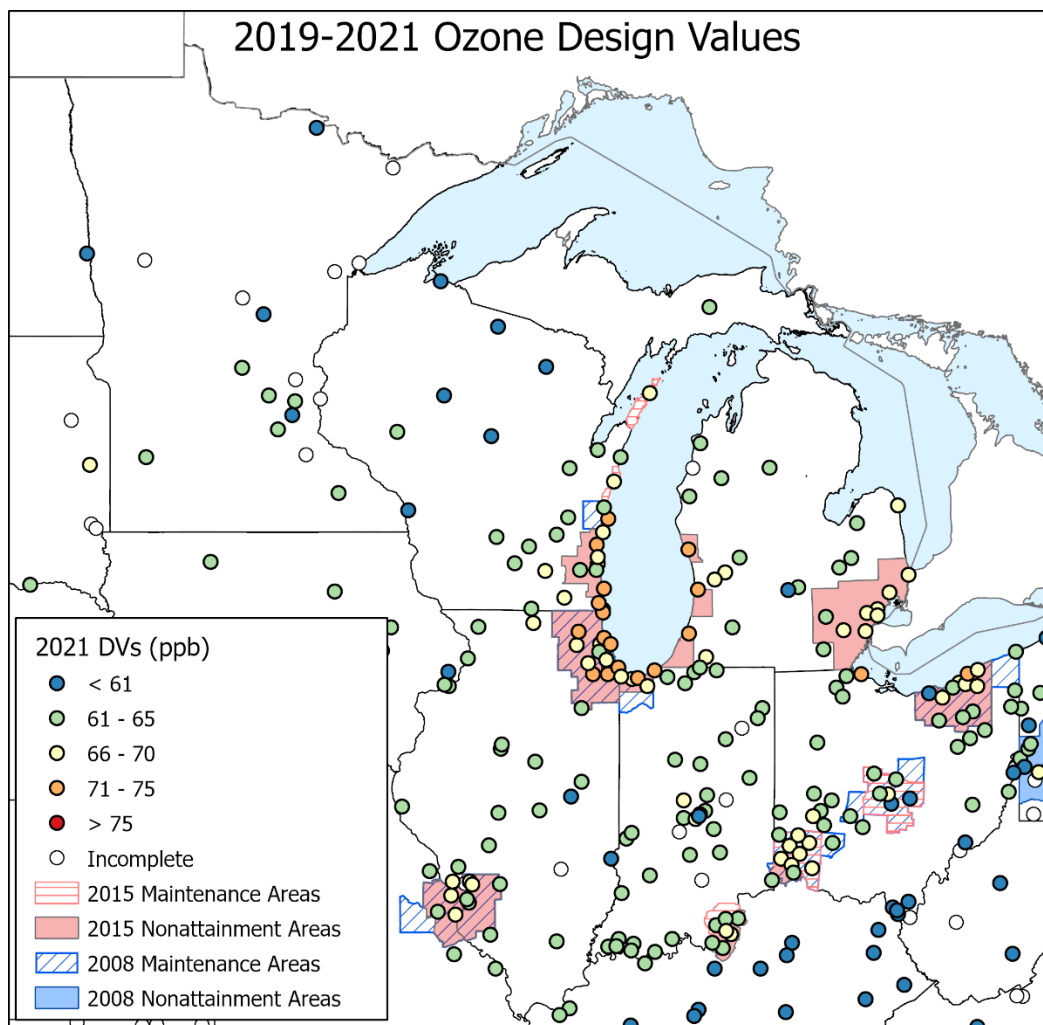 2019-2021 Ozone Design Values
2021 DVs (ppb)
< 61
61 - 65
66 - 70
71 - 75
> 75
Incomplete
2015 Maintenance Areas
2015 Nonattainment Areas
2008 Maintenance Areas
2008 Nonattainment Areas